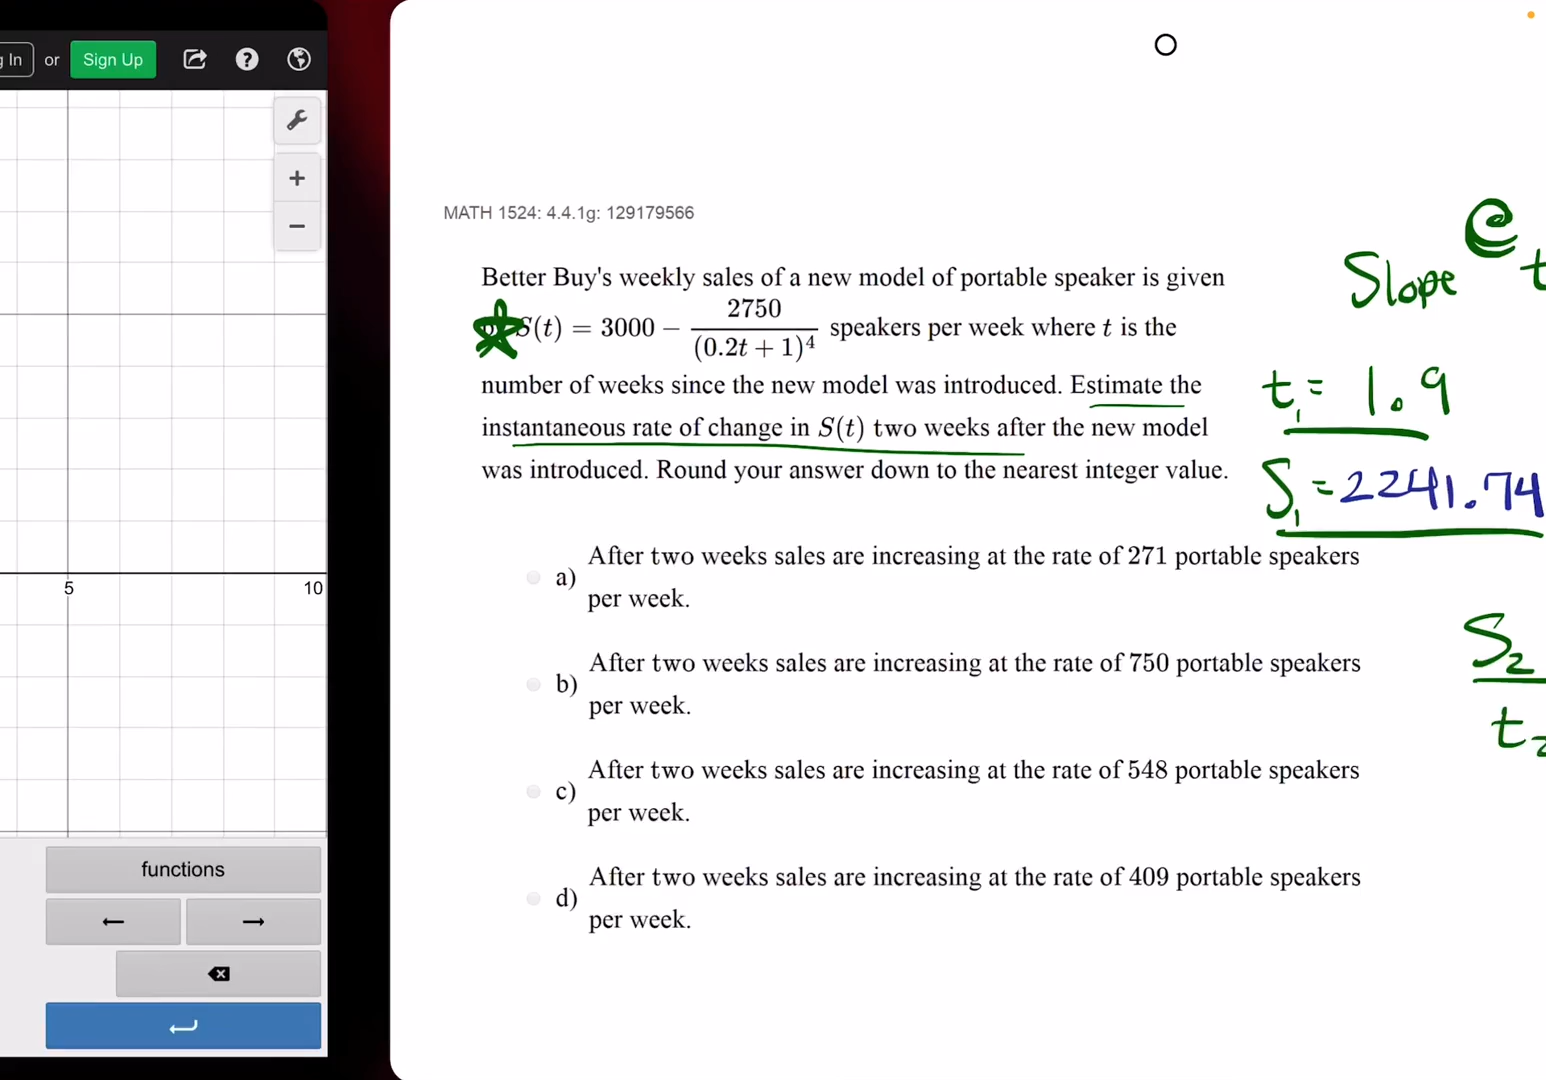 g In or Sign Up
+
−
5 10
functions
←
→
MATH 1524: 4.4.1g: 129179566
Better Buy's weekly sales of a new model of portable speaker is given
S(t) = 3000 − 2750/(0.2t + 1)⁴ speakers per week where t is the
number of weeks since the new model was introduced. Estimate the
instantaneous rate of change in S(t) two weeks after the new model
was introduced. Round your answer down to the nearest integer value.
a) After two weeks sales are increasing at the rate of 271 portable speakers
per week.
b) After two weeks sales are increasing at the rate of 750 portable speakers
per week.
c) After two weeks sales are increasing at the rate of 548 portable speakers
per week.
d) After two weeks sales are increasing at the rate of 409 portable speakers
per week.
Slope @ t
t₁ = 1.9
S₁ = 2241.74
S₂
t₂